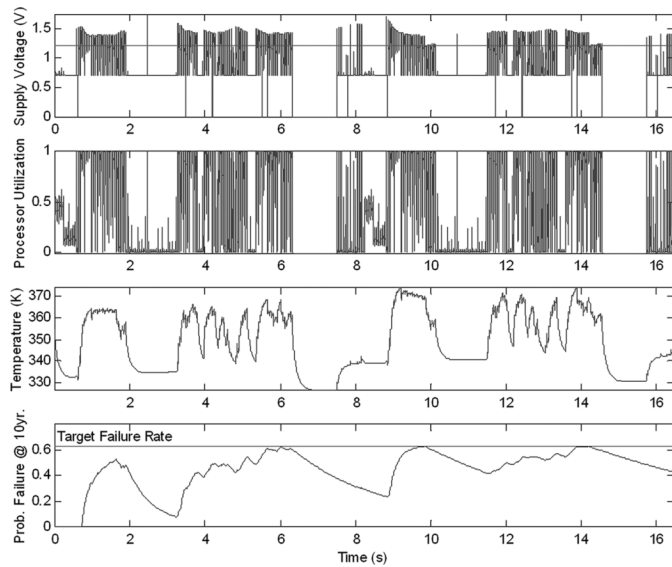 Supply Voltage (V)
1.5
1
0.5
0
0 2 4 6 8 10 12 14 16
Processor Utilization
1
0.5
0
0 2 4 6 8 10 12 14 16
Temperature (K)
370
360
350
340
330
0 2 4 6 8 10 12 14 16
Prob. Failure @ 10yr.
Target Failure Rate
0.6
0.4
0.2
0
0 2 4 6 8 10 12 14 16
Time (s)